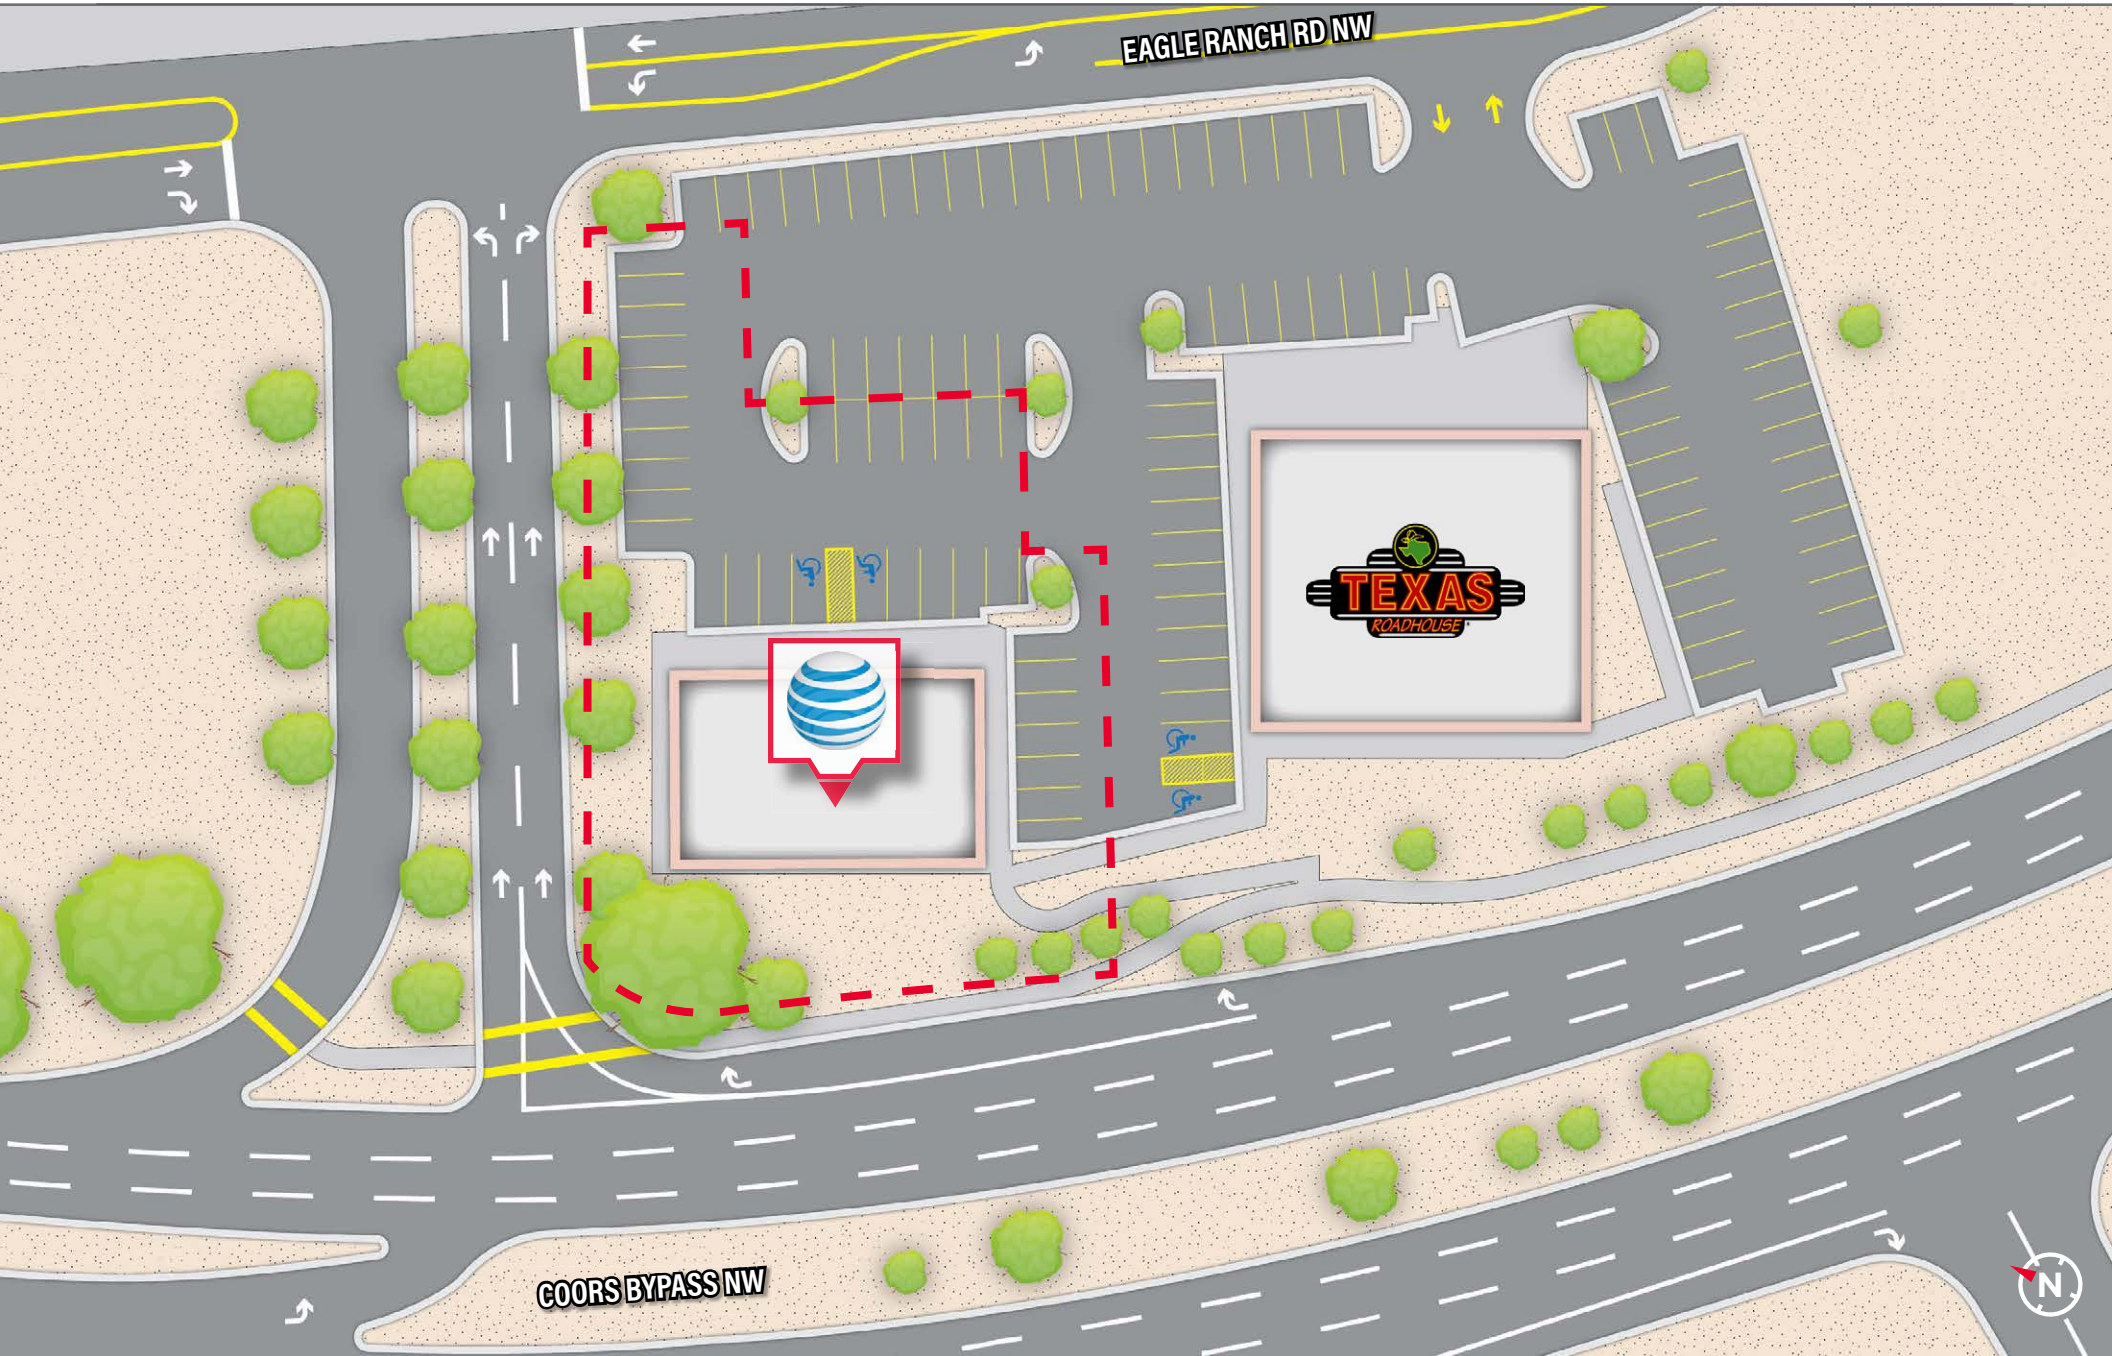 EAGLE RANCH RD NW
TEXAS
ROADHOUSE
COORS BYPASS NW
N